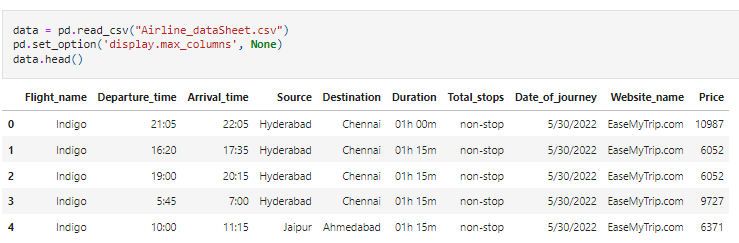 data = pd.read_csv("Airline_dataSheet.csv")
pd.set_option('display.max_columns', None)
data.head()
Flight_name Departure_time Arrival_time Source Destination Duration Total_stops Date_of_journey Website_name Price
0 Indigo 21:05 22:05 Hyderabad Chennai 01h 00m non-stop 5/30/2022 EaseMyTrip.com 10987
1 Indigo 16:20 17:35 Hyderabad Chennai 01h 15m non-stop 5/30/2022 EaseMyTrip.com 6052
2 Indigo 19:00 20:15 Hyderabad Chennai 01h 15m non-stop 5/30/2022 EaseMyTrip.com 6052
3 Indigo 5:45 7:00 Hyderabad Chennai 01h 15m non-stop 5/30/2022 EaseMyTrip.com 9727
4 Indigo 10:00 11:15 Jaipur Ahmedabad 01h 15m non-stop 5/30/2022 EaseMyTrip.com 6371